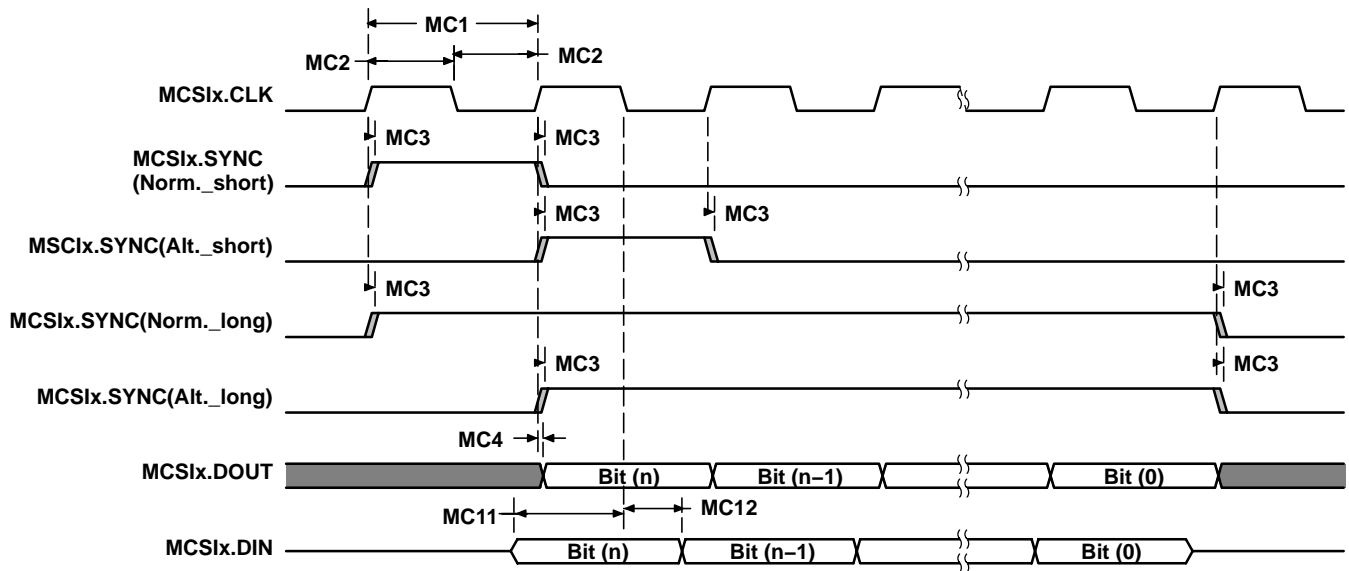 MC1
MC2
MC2
MCSIx.CLK
MC3
MC3
MCSIx.SYNC
(Norm._short)
MC3
MC3
MSCIx.SYNC(Alt._short)
MC3
MC3
MCSIx.SYNC(Norm._long)
MC3
MC3
MCSIx.SYNC(Alt._long)
MC4
MCSIx.DOUT
Bit (n)
Bit (n−1)
Bit (0)
MC11
MC12
MCSIx.DIN
Bit (n)
Bit (n−1)
Bit (0)